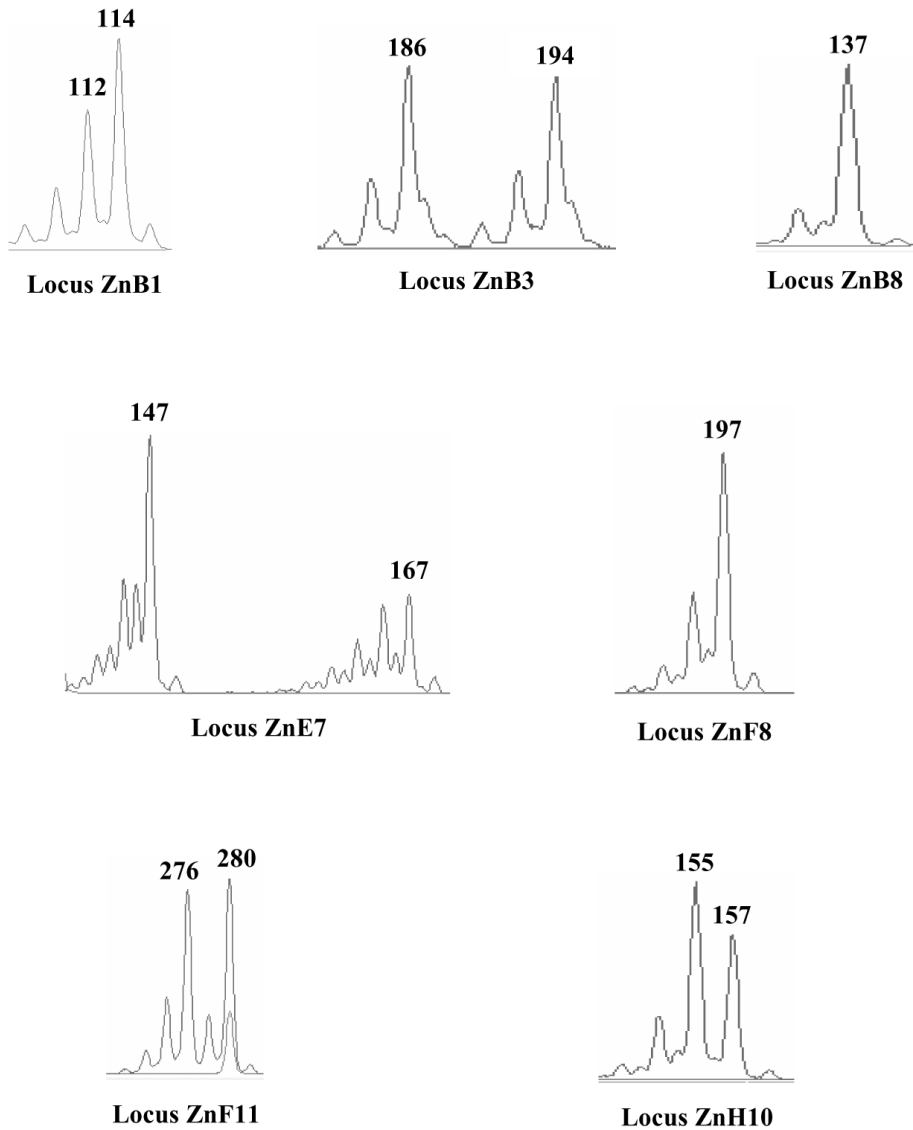 114
112
186
194
137
Locus ZnB1
Locus ZnB3
Locus ZnB8
147
167
197
Locus ZnE7
Locus ZnF8
276
280
155
157
Locus ZnF11
Locus ZnH10